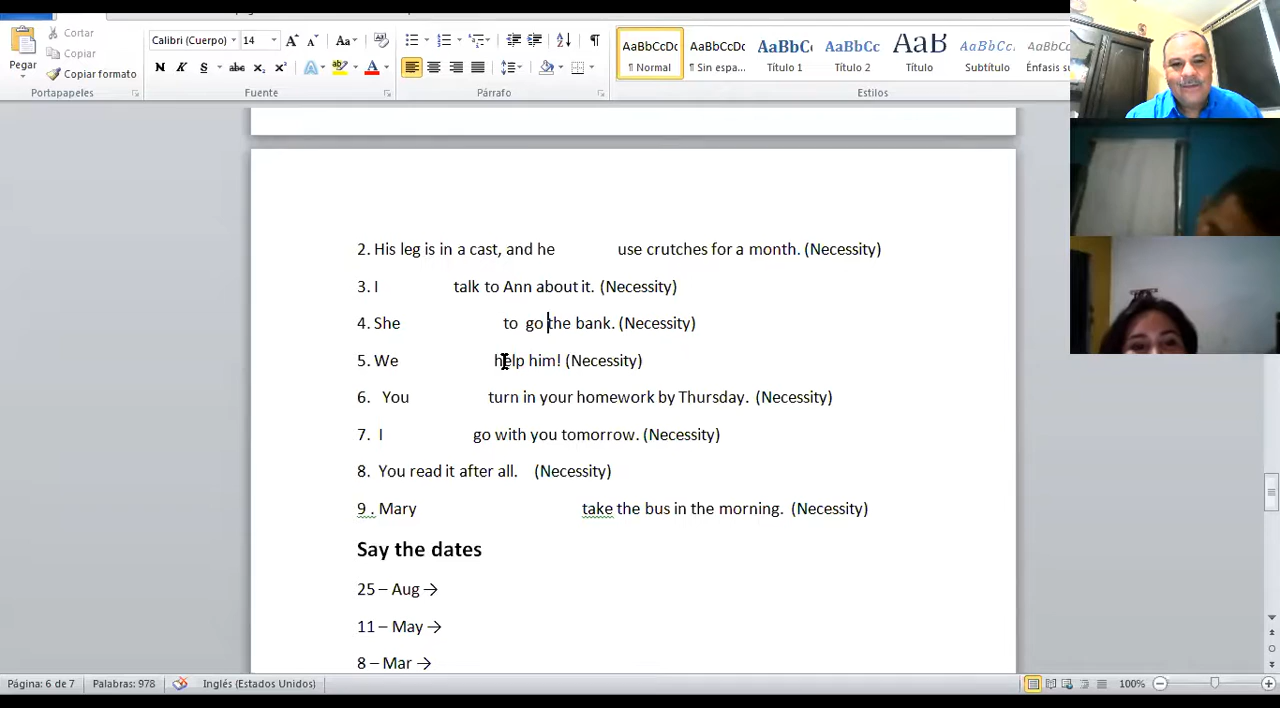 Cortar
Copiar
Pegar
Copiar formato
Portapapeles
Calibri (Cuerpo) 14
Aa
N K S abc x₂ x²
A A
Fuente
Párrafo
AaBbCcDc AaBbCcDc AaBbC AaBbCc AaB AaBbCc AaBbCc
¶ Normal ¶ Sin espa... Título 1 Título 2 Título Subtítulo Énfasis su
Estilos
2. His leg is in a cast, and he use crutches for a month. (Necessity)
3. I talk to Ann about it. (Necessity)
4. She to go the bank. (Necessity)
5. We help him! (Necessity)
6. You turn in your homework by Thursday. (Necessity)
7. I go with you tomorrow. (Necessity)
8. You read it after all. (Necessity)
9 . Mary take the bus in the morning. (Necessity)
Say the dates
25 – Aug →
11 – May →
8 – Mar →
Página: 6 de 7 Palabras: 978 Inglés (Estados Unidos) 100%